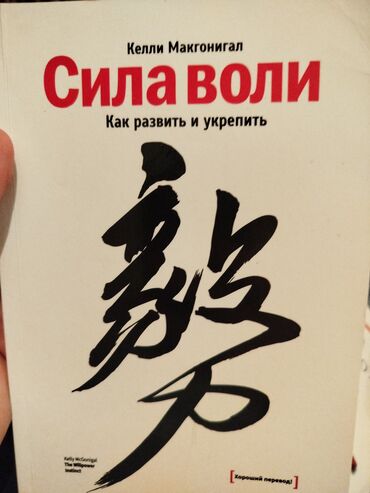 Келли Макгонигал
Сила воли
Как развить и укрепить
Kelly McGonigal
The Willpower
Instinct
[Хороший перевод!]